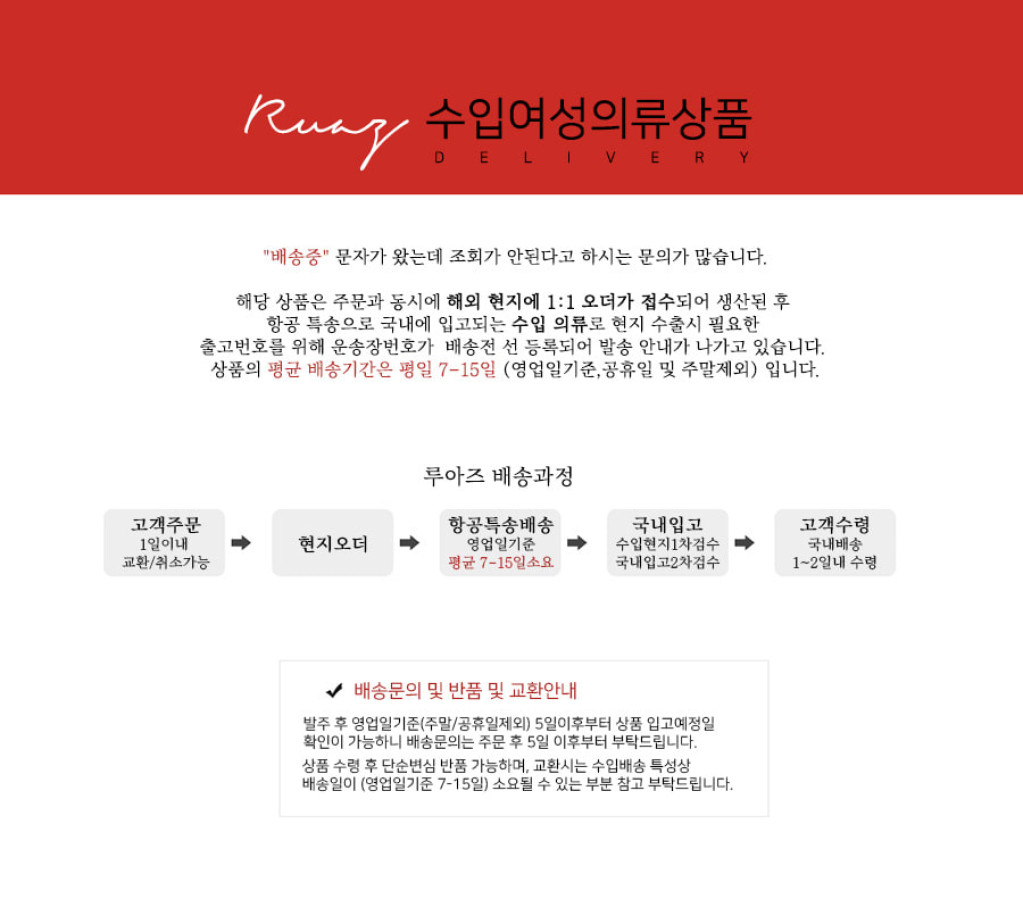 Ruaz 수입여성의류상품
DELIVERY
"배송중" 문자가 왔는데 조회가 안된다고 하시는 문의가 많습니다.
해당 상품은 주문과 동시에 해외 현지에 1:1 오더가 접수되어 생산된 후
항공 특송으로 국내에 입고되는 수입 의류로 현지 수출시 필요한
출고번호를 위해 운송장번호가 배송전 선 등록되어 발송 안내가 나가고 있습니다.
상품의 평균 배송기간은 평일 7-15일 (영업일기준,공휴일 및 주말제외) 입니다.
루아즈 배송과정
고객주문
1일이내
교환/취소가능
현지오더
항공특송배송
영업일기준
평균 7-15일소요
국내입고
수입현지1차검수
국내입고2차검수
고객수령
국내배송
1~2일내 수령
배송문의 및 반품 및 교환안내
발주 후 영업일기준(주말/공휴일제외) 5일이후부터 상품 입고예정일
확인이 가능하니 배송문의는 주문 후 5일 이후부터 부탁드립니다.
상품 수령 후 단순변심 반품 가능하며, 교환시는 수입배송 특성상
배송일이 (영업일기준 7-15일) 소요될 수 있는 부분 참고 부탁드립니다.